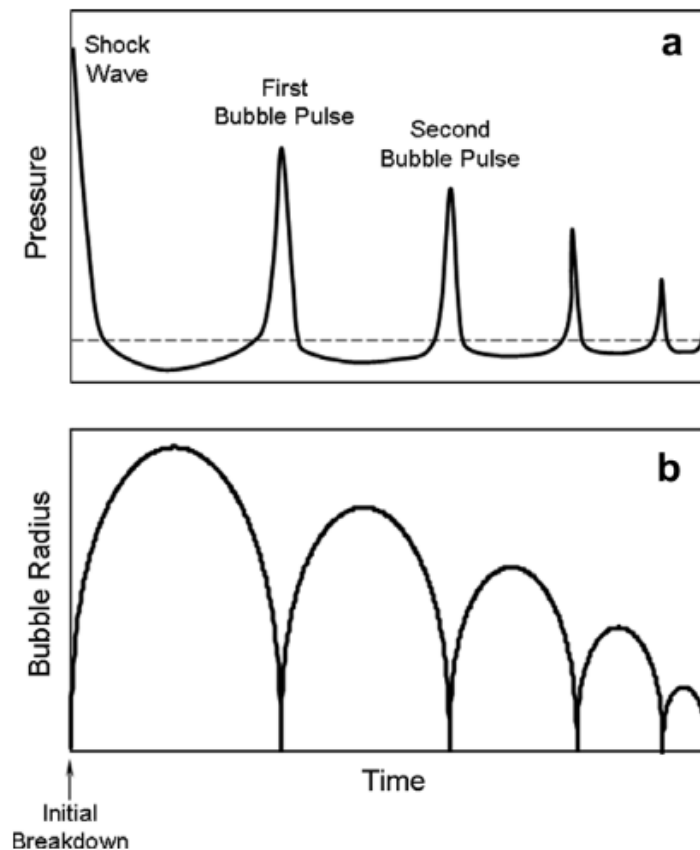 a
Shock
Wave
First
Bubble Pulse
Second
Bubble Pulse
Pressure
b
Bubble Radius
Time
Initial
Breakdown